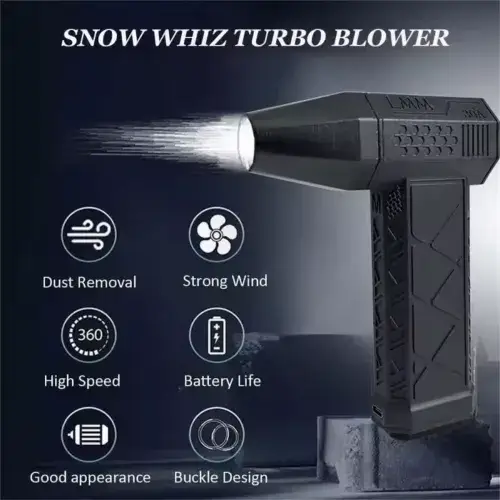 SNOW WHIZ TURBO BLOWER
Dust Removal
Strong Wind
360
High Speed
Battery Life
Good appearance
Buckle Design